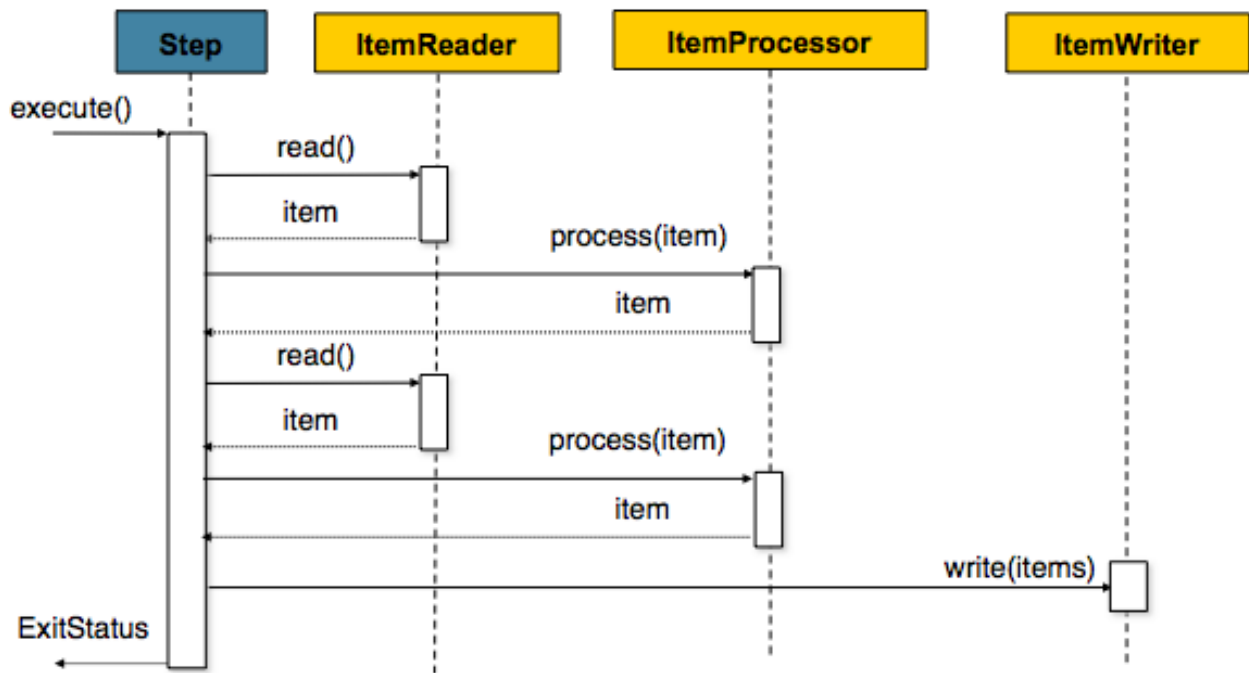 Step
ItemReader
ItemProcessor
ItemWriter
execute()
read()
item
process(item)
item
read()
item
process(item)
item
write(items)
ExitStatus